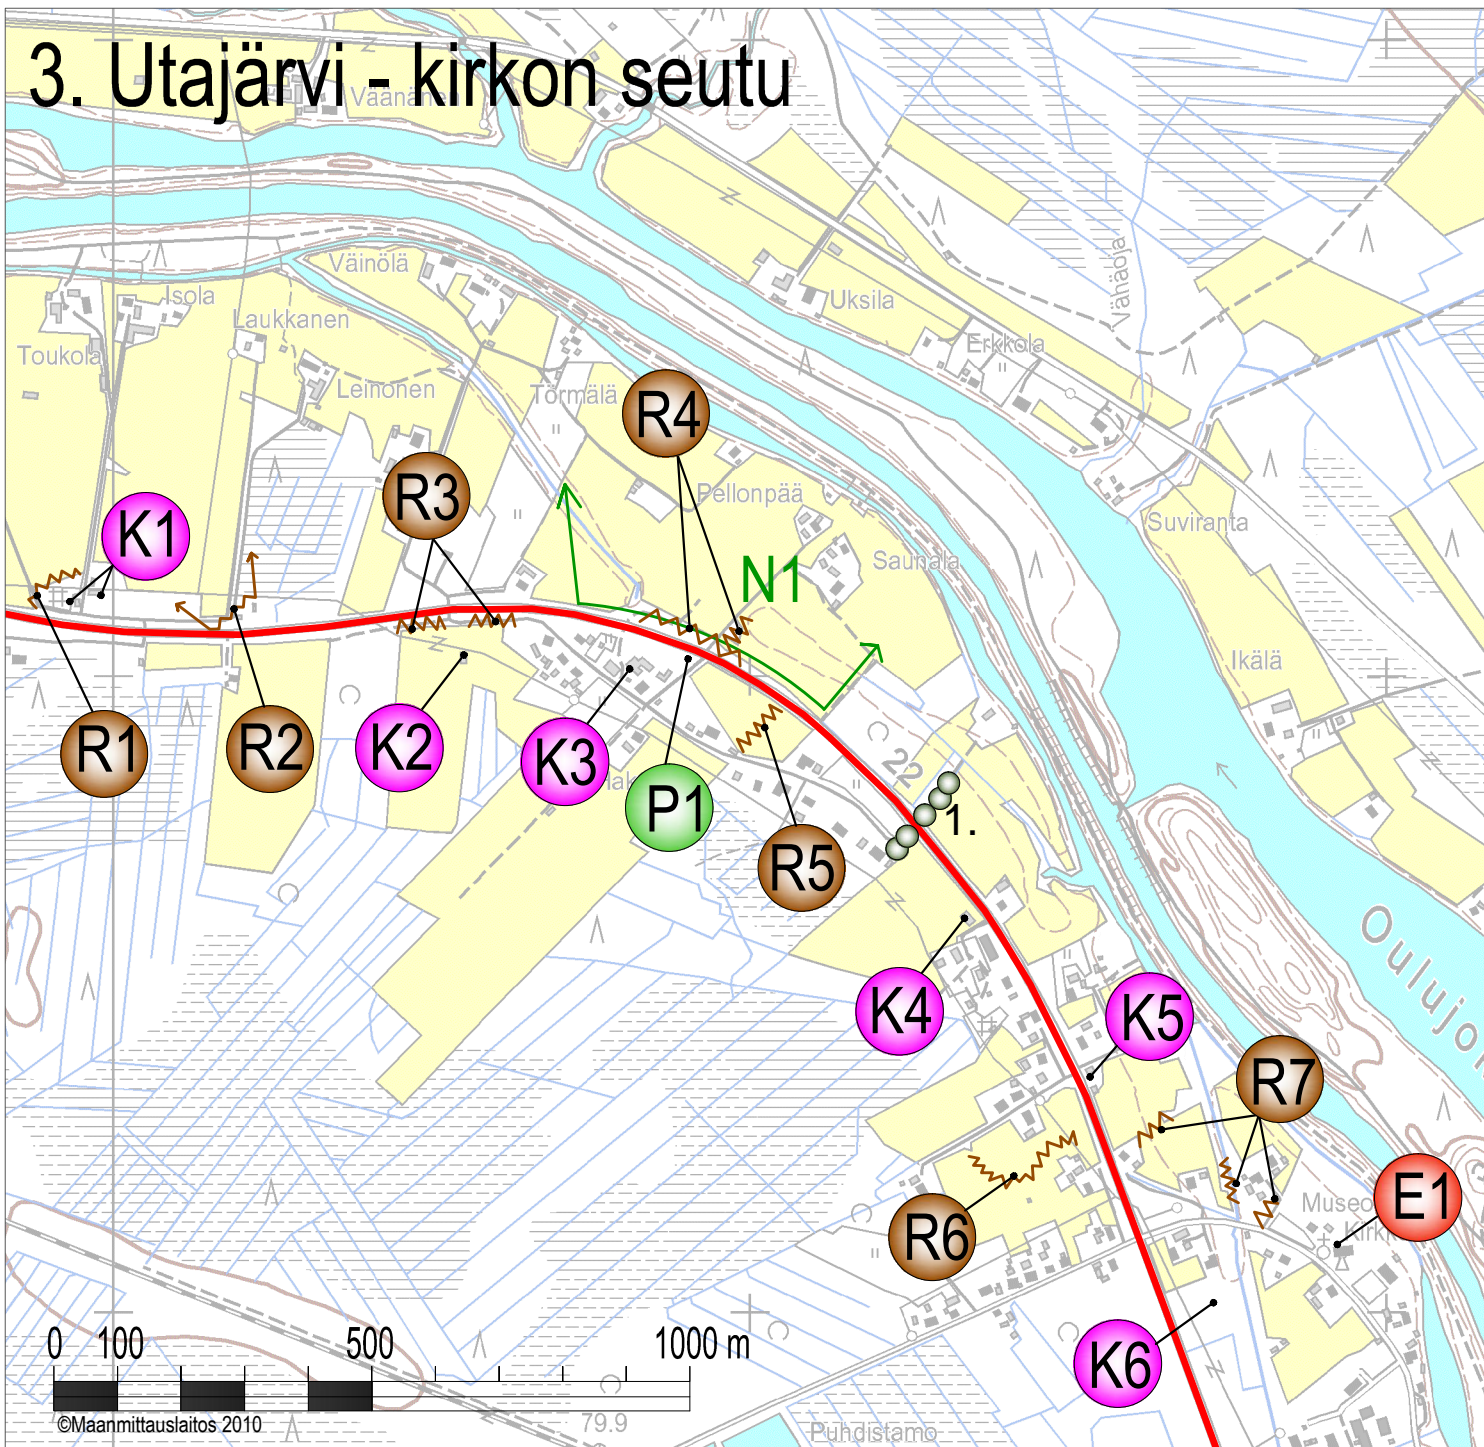 3. Utajärvi - kirkon seutu
Väänänen
Väinölä
Isola
Uksila
Vähäoja
Laukkanen
Toukola
Erkkola
Leinonen
Törmälä
R4
R3
Pellonpää
K1
Suviranta
Saunala
N1
Ikälä
R1
R2
K2
K3
22
P1
1.
R5
K4
K5
R7
Museo
E1
R6
0 100 500 1000 m
K6
©Maanmittauslaitos 2010
79.9
Puhdistamo